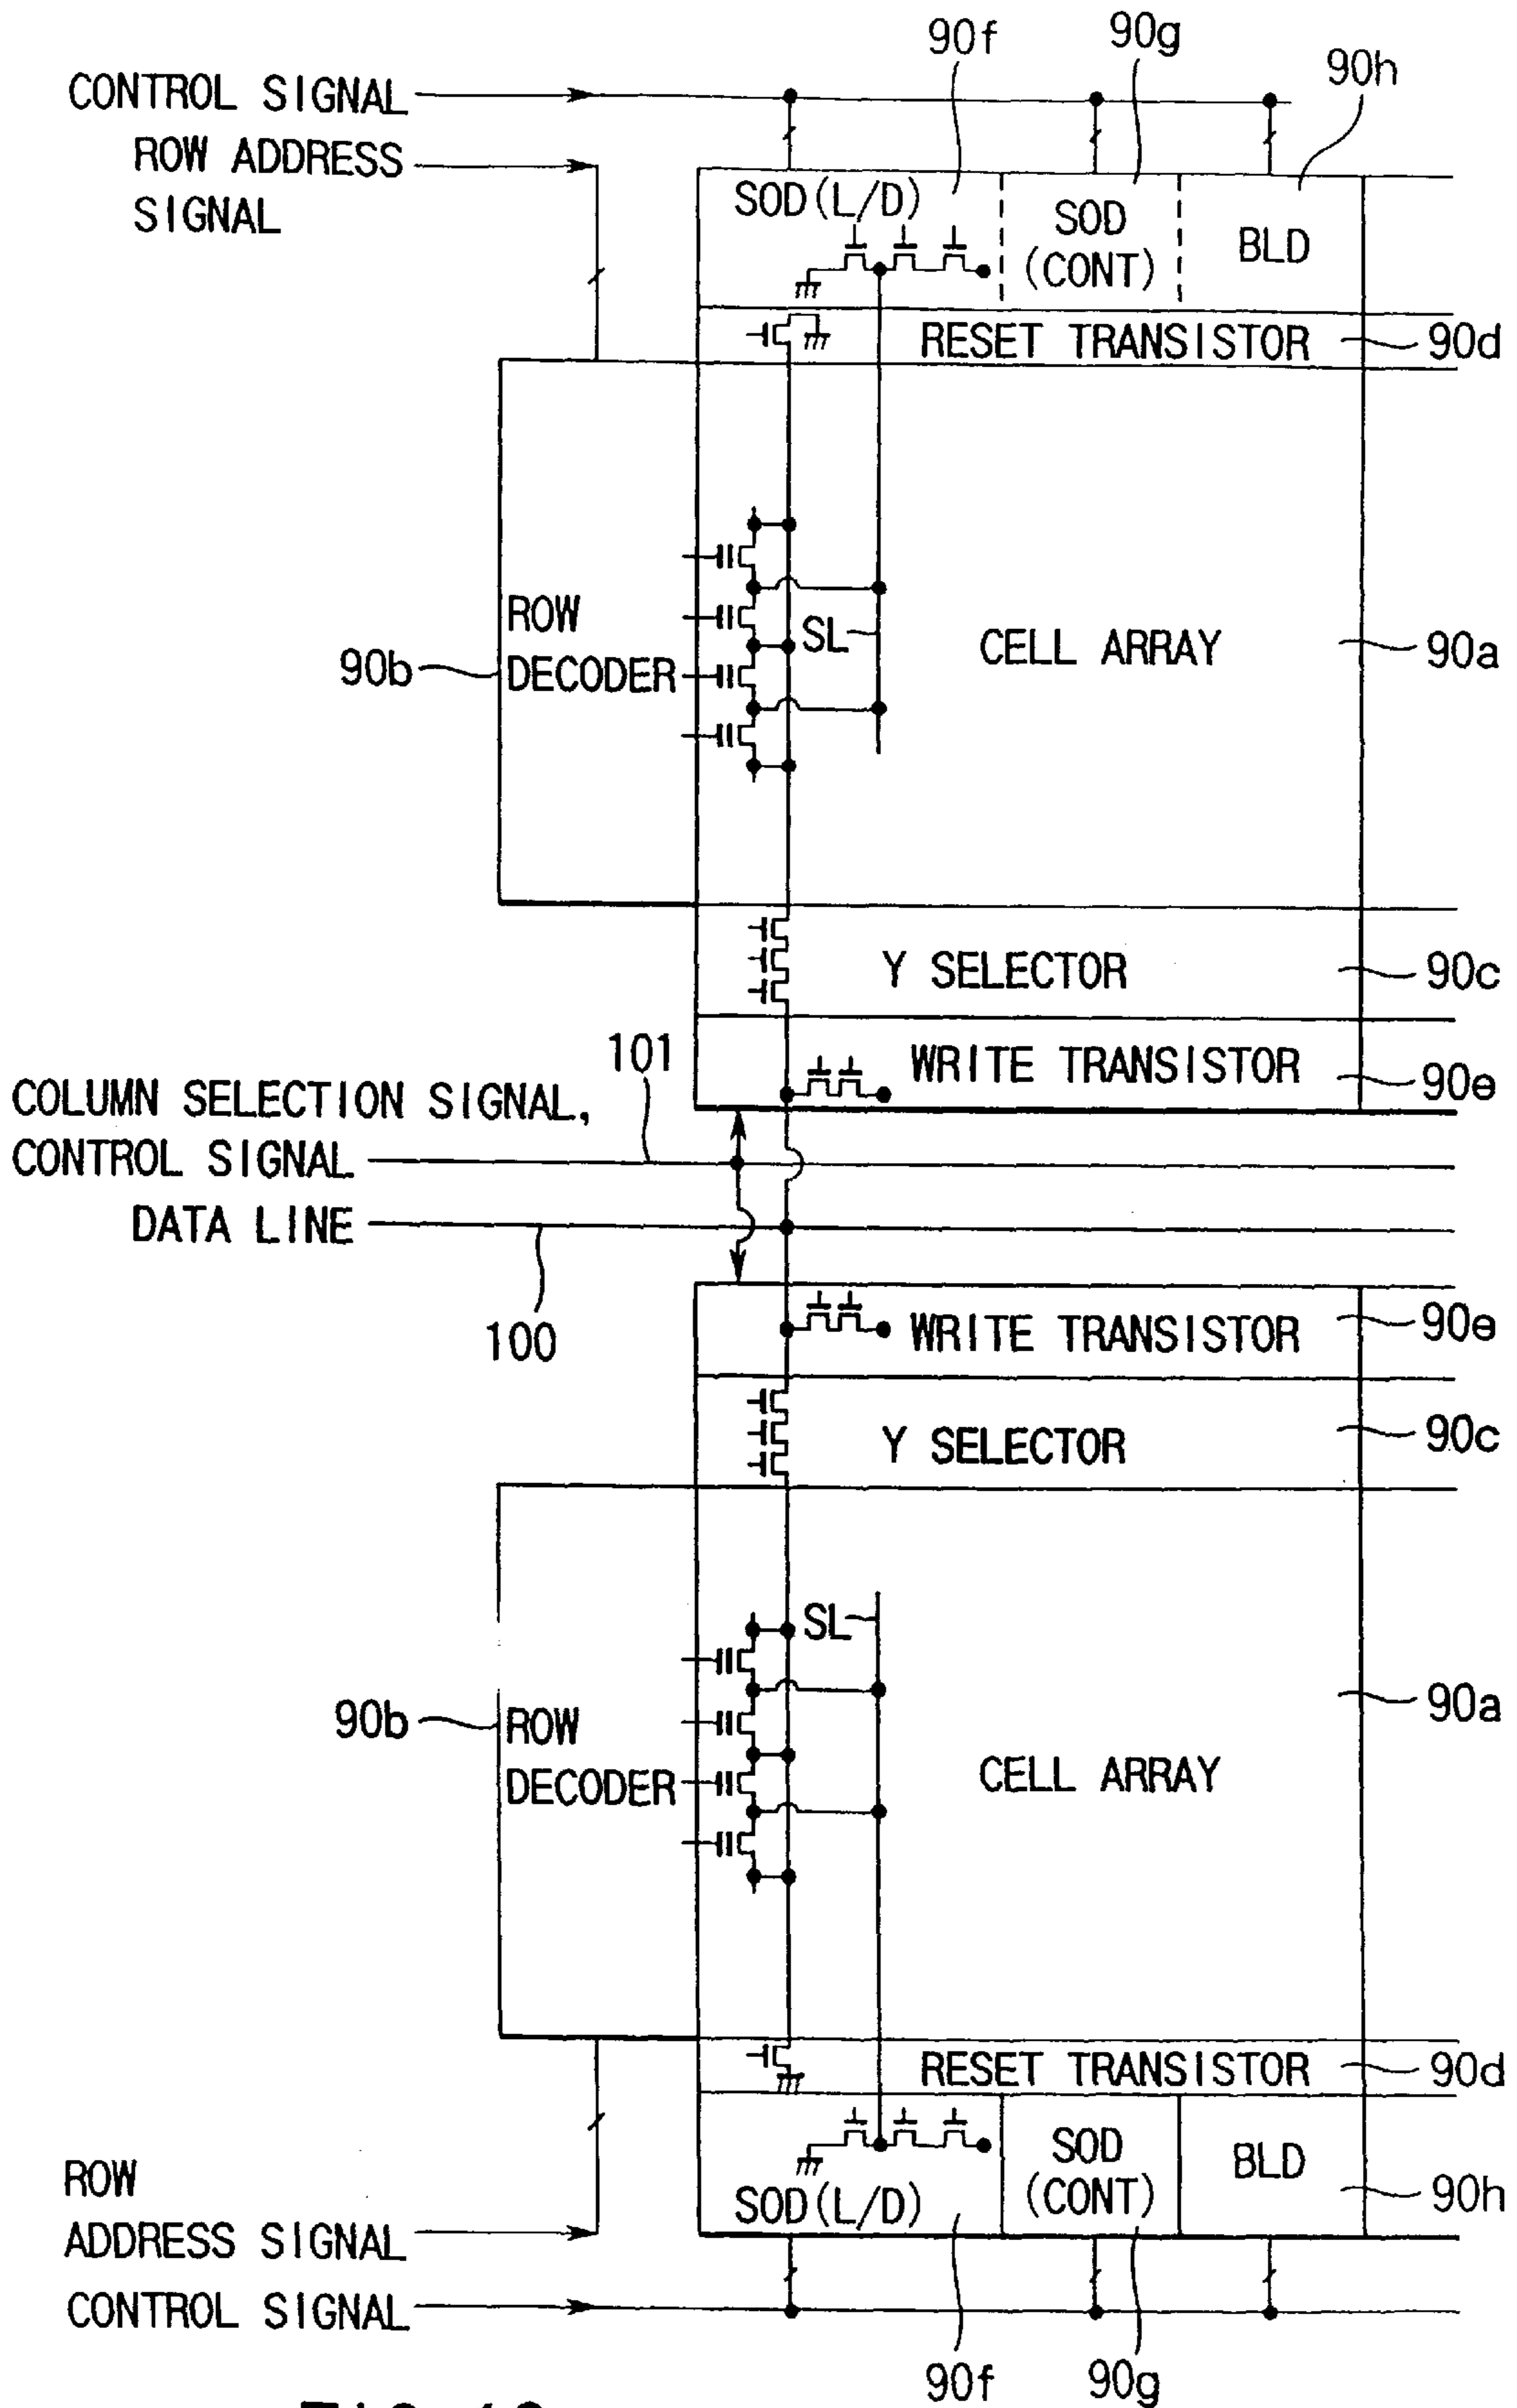 90f
90g
90h
CONTROL SIGNAL
ROW ADDRESS
SIGNAL
SOD(L/D)
SOD
(CONT)
BLD
RESET TRANSISTOR
90d
ROW
DECODER
90b
SL
CELL ARRAY
90a
Y SELECTOR
90c
WRITE TRANSISTOR
90e
101
COLUMN SELECTION SIGNAL,
CONTROL SIGNAL
DATA LINE
100
WRITE TRANSISTOR
90e
Y SELECTOR
90c
SL
90b
ROW
DECODER
CELL ARRAY
90a
RESET TRANSISTOR
90d
SOD(L/D)
SOD
(CONT)
BLD
90h
ROW
ADDRESS SIGNAL
CONTROL SIGNAL
90f
90g